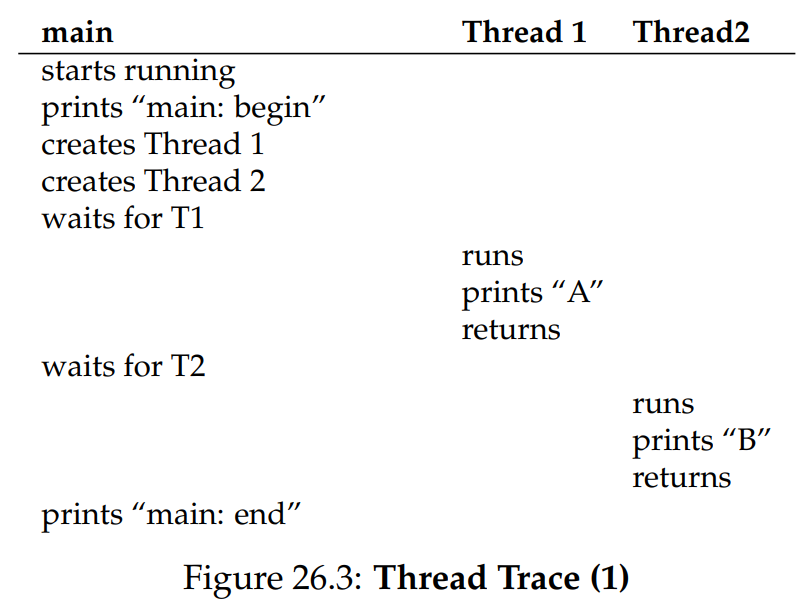 main Thread 1 Thread2
starts running
prints “main: begin”
creates Thread 1
creates Thread 2
waits for T1
runs
prints “A”
returns
waits for T2
runs
prints “B”
returns
prints “main: end”
Figure 26.3: Thread Trace (1)